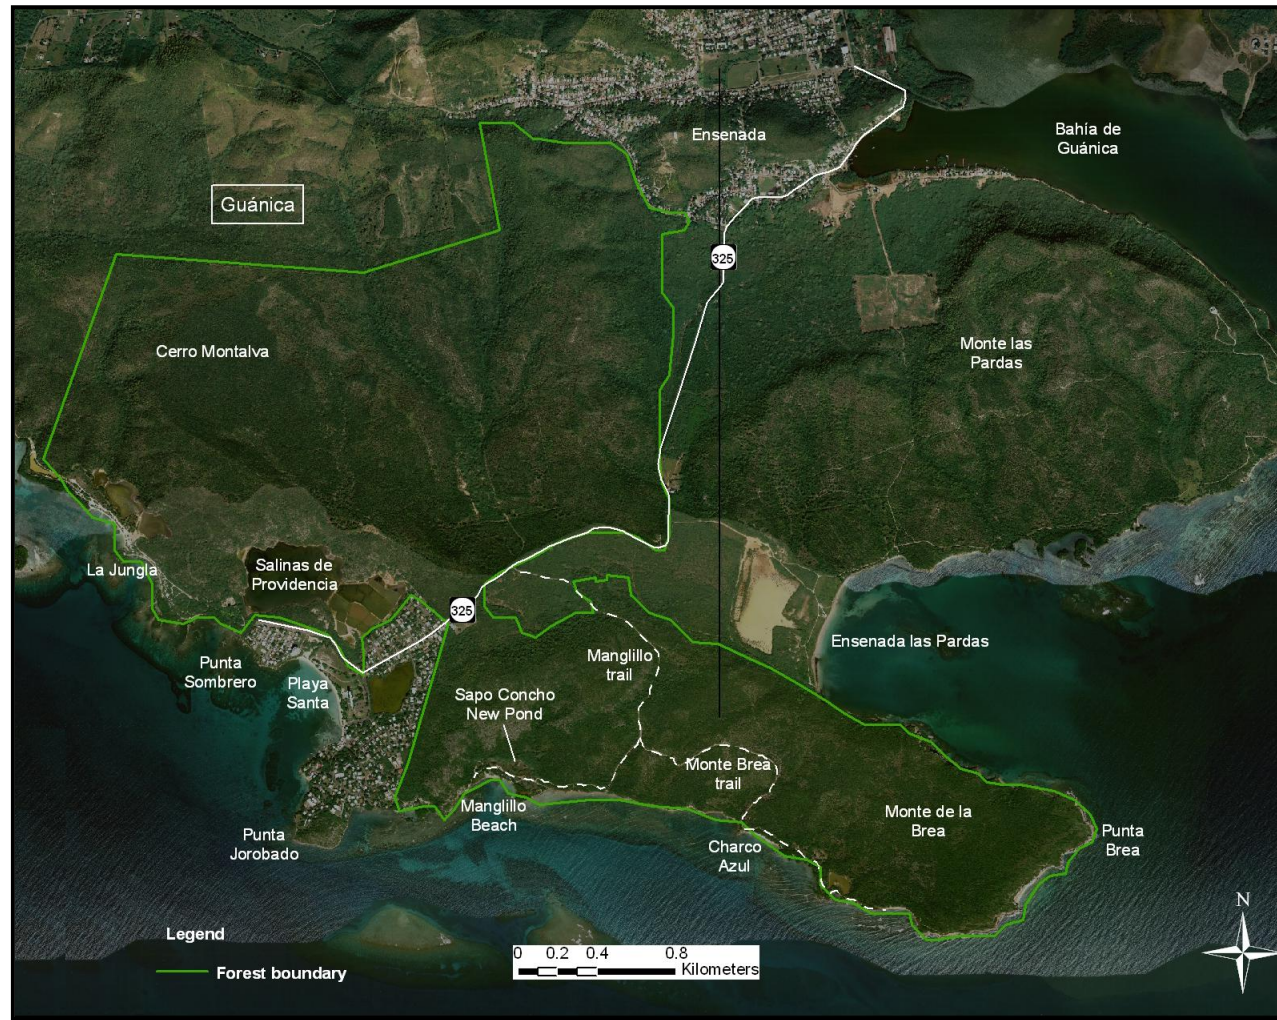 Ensenada
Bahía de
Guánica
Guánica
325
Cerro Montalva
Monte las
Pardas
La Jungla
Salinas de
Providencia
325
Ensenada las Pardas
Punta
Sombrero
Playa
Santa
Manglillo
trail
Sapo Concho
New Pond
Monte Brea
trail
Manglillo
Beach
Monte de la
Brea
Punta
Jorobado
Charco
Azul
Punta
Brea
N
Legend
Forest boundary
0 0.2 0.4 0.8
Kilometers